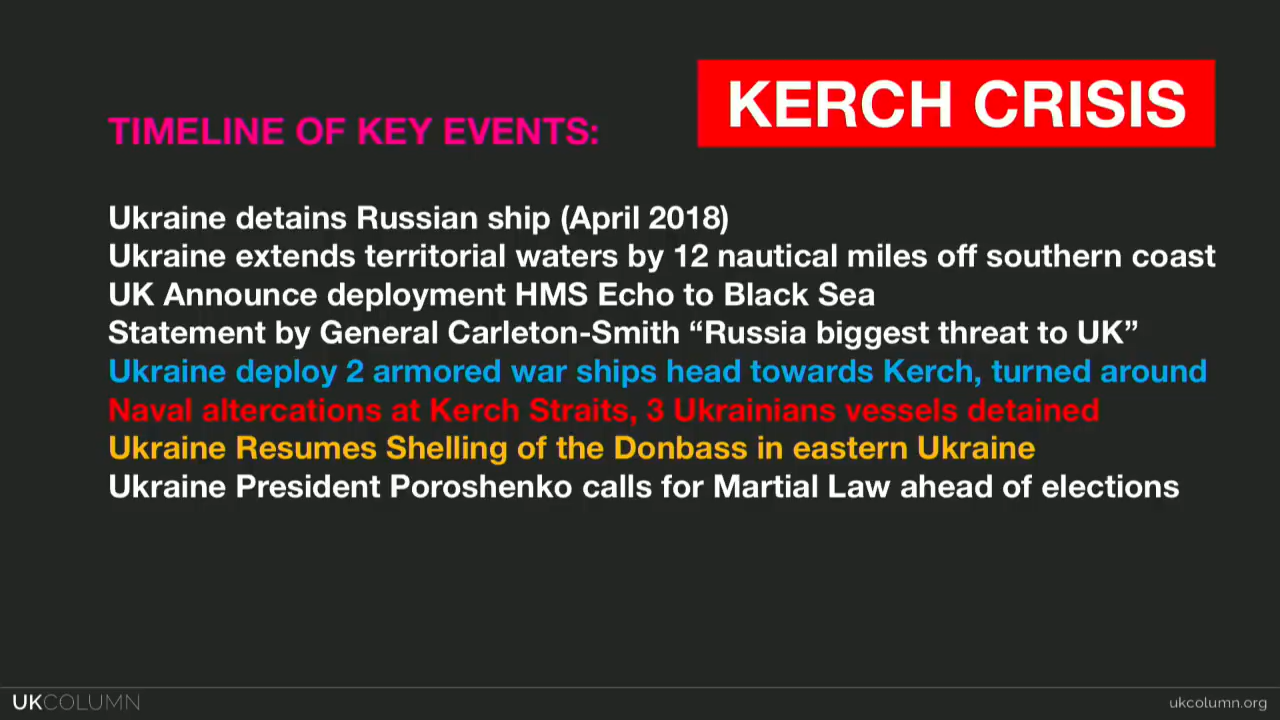 KERCH CRISIS
TIMELINE OF KEY EVENTS:
Ukraine detains Russian ship (April 2018)
Ukraine extends territorial waters by 12 nautical miles off southern coast
UK Announce deployment HMS Echo to Black Sea
Statement by General Carleton-Smith “Russia biggest threat to UK”
Ukraine deploy 2 armored war ships head towards Kerch, turned around
Naval altercations at Kerch Straits, 3 Ukrainians vessels detained
Ukraine Resumes Shelling of the Donbass in eastern Ukraine
Ukraine President Poroshenko calls for Martial Law ahead of elections
UKCOLUMN
ukcolumn.org